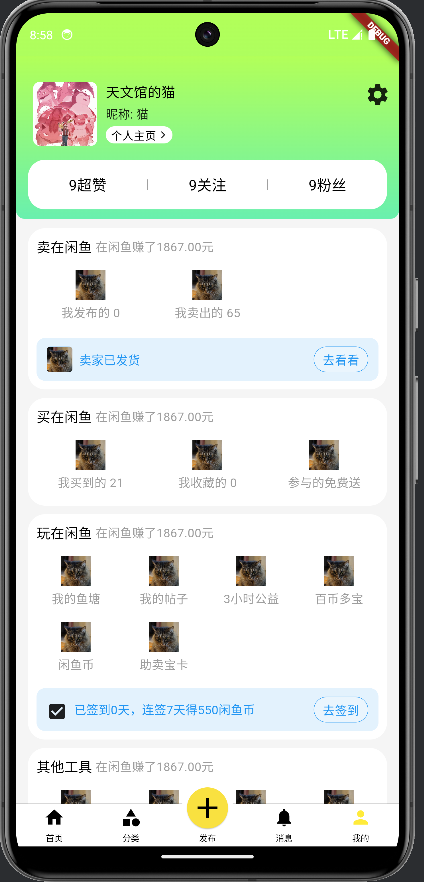 8:58
LTE
DEBUG
天文馆的猫
昵称: 猫
个人主页
9超赞
9关注
9粉丝
卖在闲鱼 在闲鱼赚了1867.00元
我发布的 0
我卖出的 65
卖家已发货
去看看
买在闲鱼 在闲鱼赚了1867.00元
我买到的 21
我收藏的 0
参与的免费送
玩在闲鱼 在闲鱼赚了1867.00元
我的鱼塘
我的帖子
3小时公益
百币多宝
闲鱼币
助卖宝卡
已签到0天，连签7天得550闲鱼币
去签到
其他工具 在闲鱼赚了1867.00元
首页
分类
发布
消息
我的